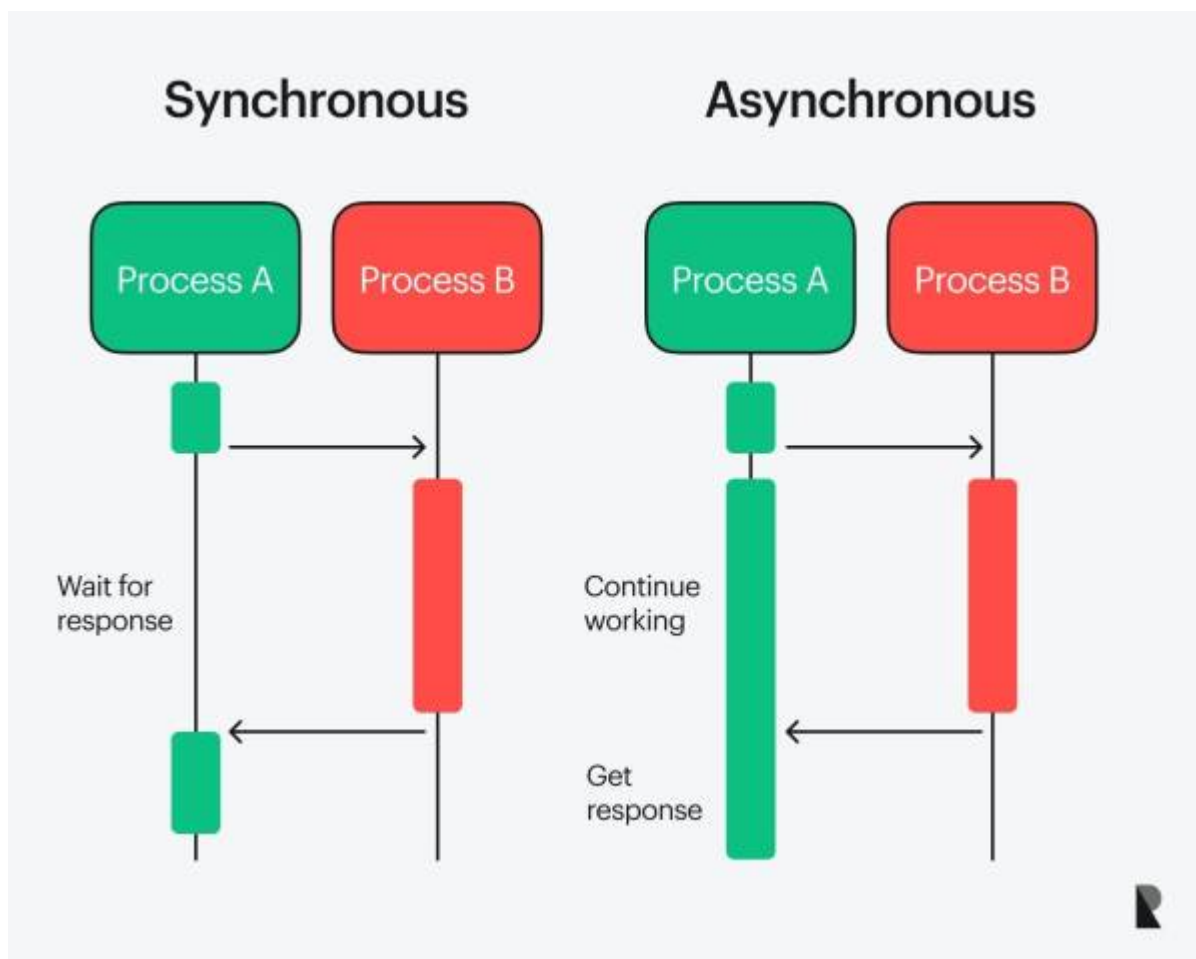 Synchronous
Asynchronous
Process A
Process B
Process A
Process B
Wait for
response
Continue
working
Get
response